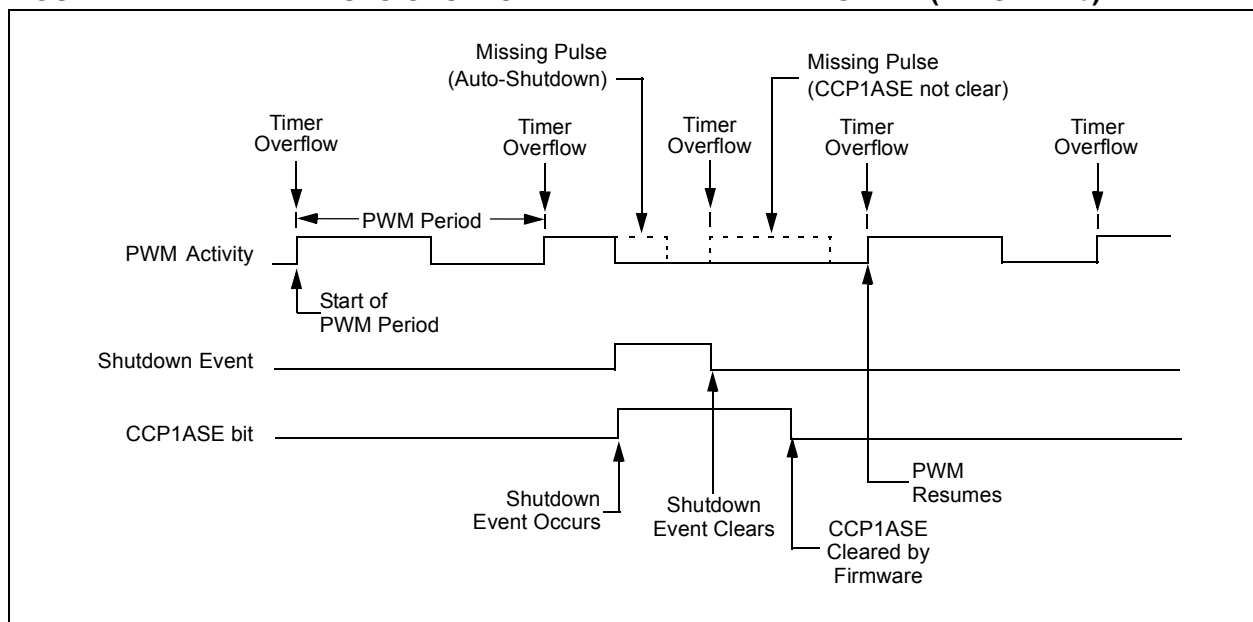 Missing Pulse
(Auto-Shutdown)
Missing Pulse
(CCP1ASE not clear)
Timer
Overflow
Timer
Overflow
Timer
Overflow
Timer
Overflow
Timer
Overflow
PWM Period
PWM Activity
Start of
PWM Period
Shutdown Event
CCP1ASE bit
Shutdown
Event Occurs
Shutdown
Event Clears
PWM
Resumes
CCP1ASE
Cleared by
Firmware